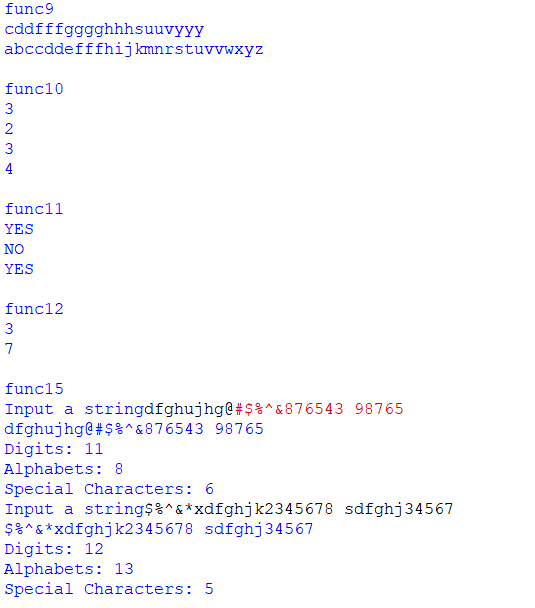 func9
cddfffgggghhhsuuvyyy
abccddefffhijkmnrstuvvwxyz
func10
3
2
3
4
func11
YES
NO
YES
func12
3
7
func15
Input a stringdfghujhg@#$%^&876543 98765
dfghujhg@#$%^&876543 98765
Digits: 11
Alphabets: 8
Special Characters: 6
Input a string$%^&*xdfghjk2345678 sdfghj34567
$%^&*xdfghjk2345678 sdfghj34567
Digits: 12
Alphabets: 13
Special Characters: 5